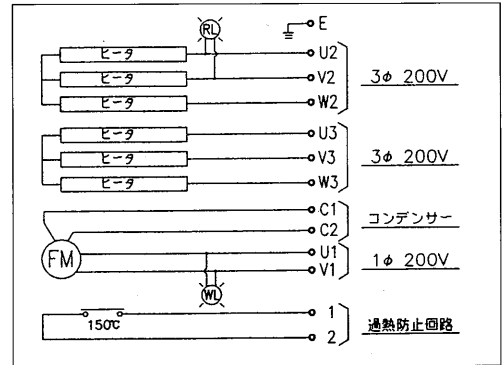 RL E
ヒータ U2
ヒータ V2 3φ 200V
ヒータ W2
ヒータ U3
ヒータ V3 3φ 200V
ヒータ W3
C1 コンデンサー
C2
FM U1 1φ 200V
V1
WL
150℃ 1 過熱防止回路
2